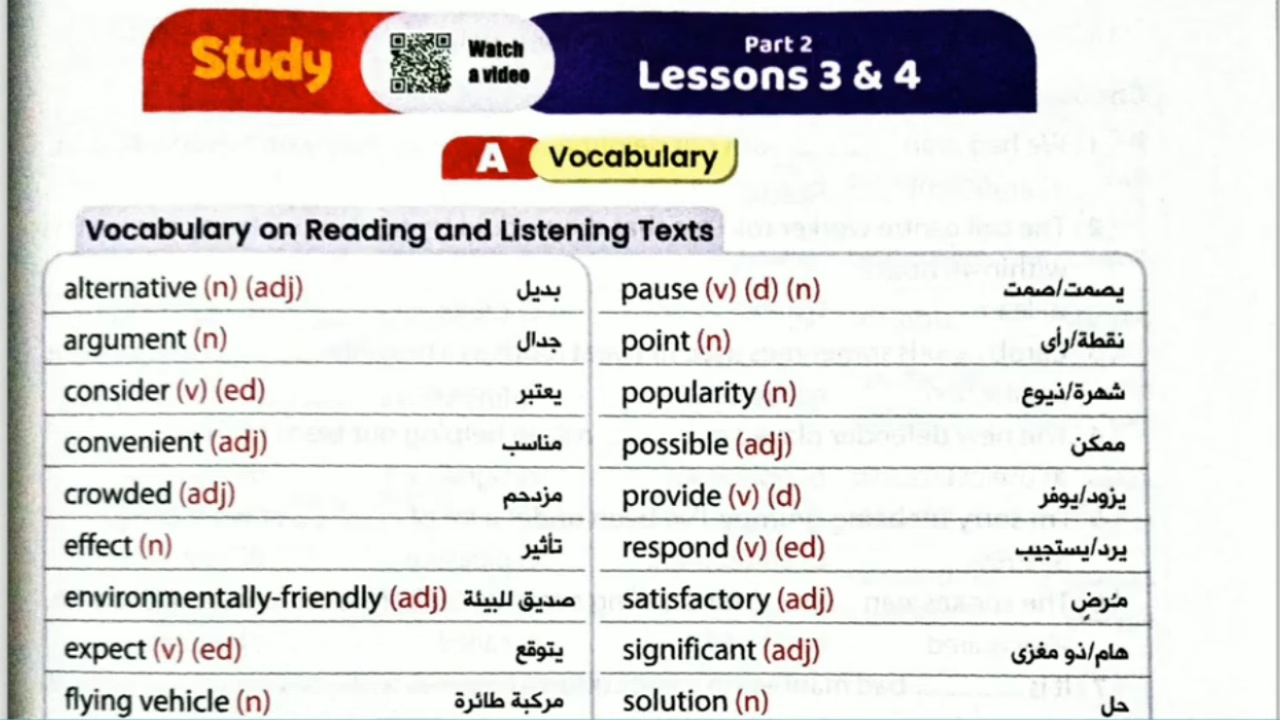 Study
Watch
a video
Part 2
Lessons 3 & 4
A Vocabulary
Vocabulary on Reading and Listening Texts
alternative (n) (adj) بديل
argument (n) جدال
consider (v) (ed) يعتبر
convenient (adj) مناسب
crowded (adj) مزدحم
effect (n) تأثير
environmentally-friendly (adj) صديق للبيئة
expect (v) (ed) يتوقع
flying vehicle (n) مركبة طائرة
pause (v) (d) (n) يصمت/صمت
point (n) نقطة/رأى
popularity (n) شهرة/ذيوع
possible (adj) ممكن
provide (v) (d) يزود/يوفر
respond (v) (ed) يرد/يستجيب
satisfactory (adj) مُرضٍ
significant (adj) هام/ذو مغزى
solution (n) حل